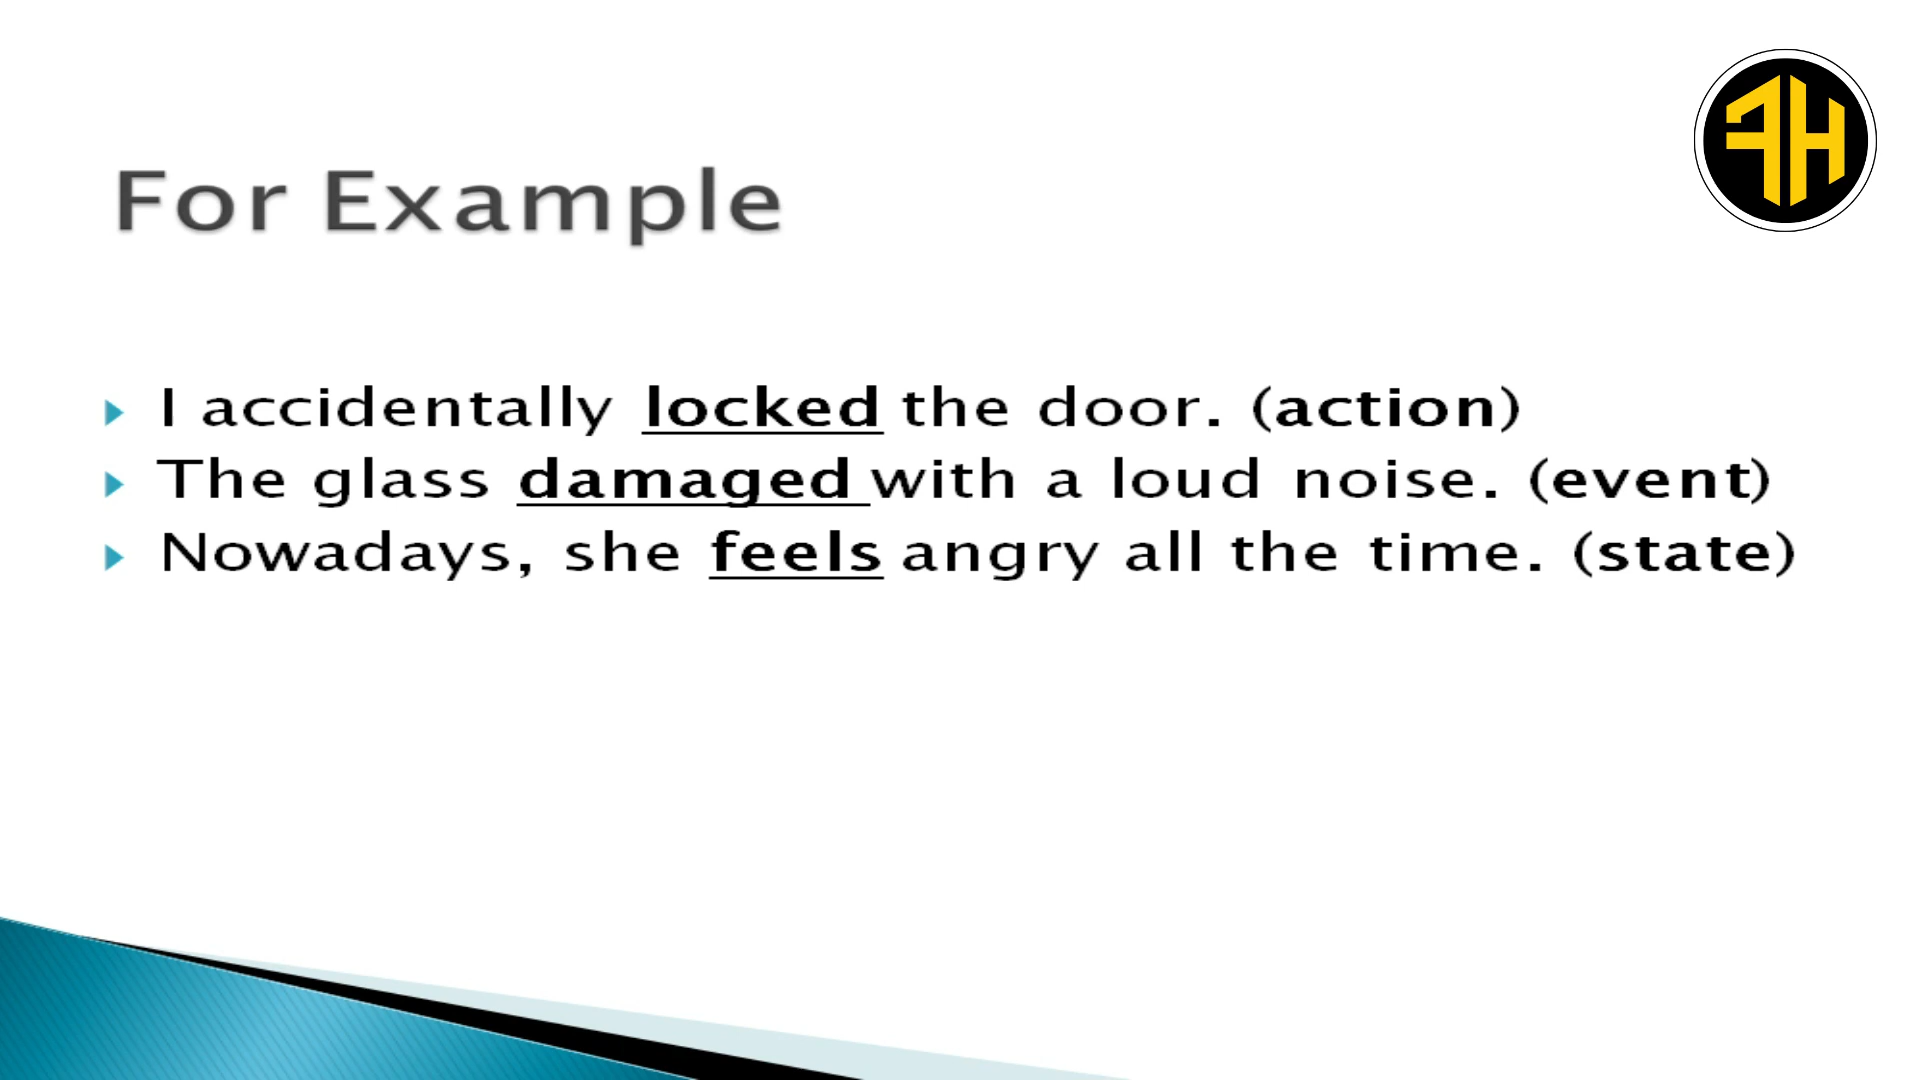 FH
For Example
I accidentally locked the door. (action)
The glass damaged with a loud noise. (event)
Nowadays, she feels angry all the time. (state)